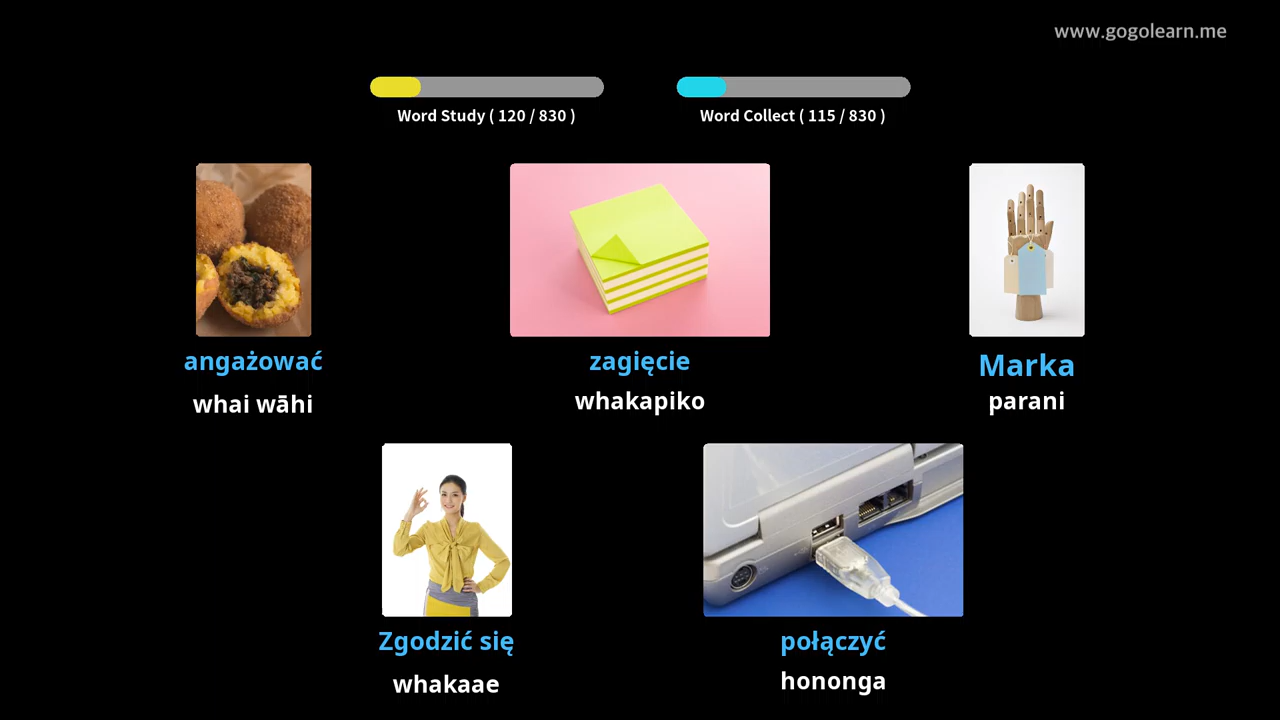 www.gogolearn.me
Word Study ( 120 / 830 )
Word Collect ( 115 / 830 )
angażować
whai wāhi
zagięcie
whakapiko
Marka
parani
Zgodzić się
whakaae
połączyć
hononga